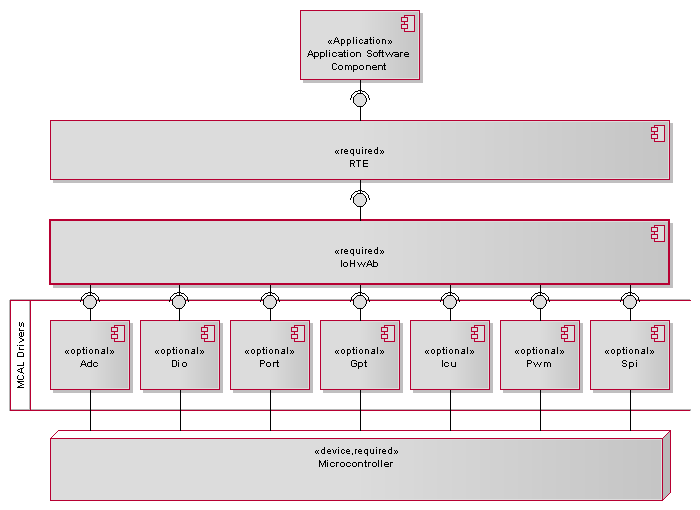 «Application»
Application Software
Component
«required»
RTE
«required»
IoHwAb
MCAL Drivers
«optional»
Adc
«optional»
Dio
«optional»
Port
«optional»
Gpt
«optional»
Icu
«optional»
Pwm
«optional»
Spi
«device,required»
Microcontroller